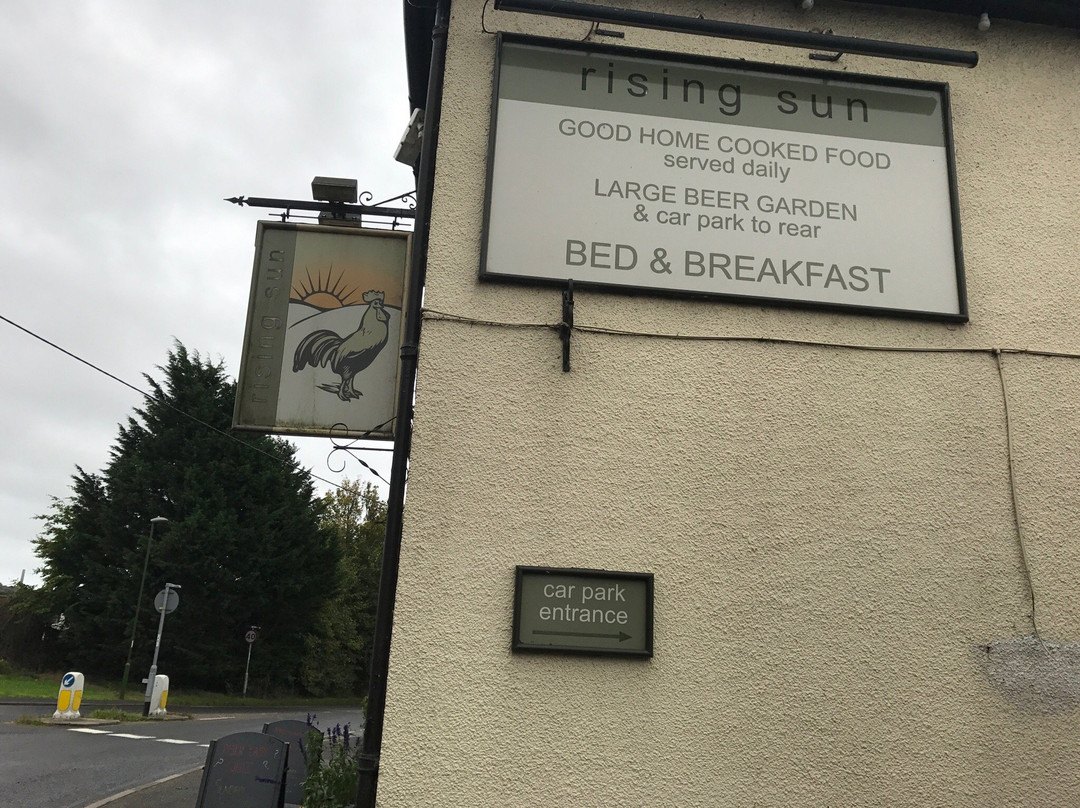 rising sun
GOOD HOME COOKED FOOD
served daily
LARGE BEER GARDEN
& car park to rear
BED & BREAKFAST
rising sun
car park
entrance
40